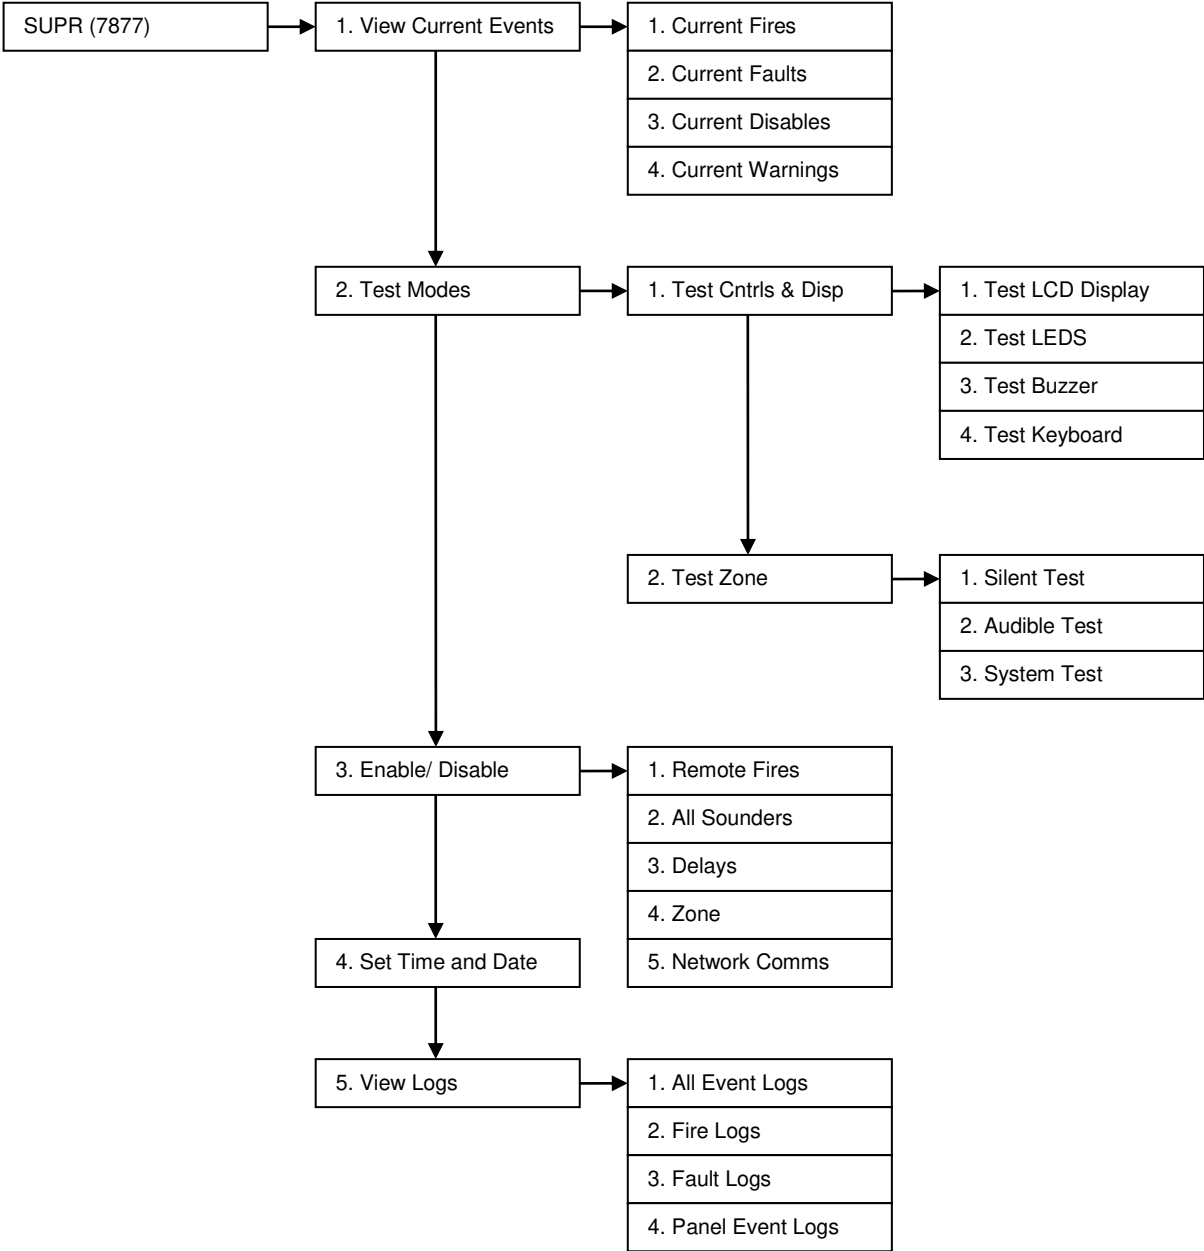 SUPR (7877)
1. View Current Events
1. Current Fires
2. Current Faults
3. Current Disables
4. Current Warnings
2. Test Modes
1. Test Cntrls & Disp
1. Test LCD Display
2. Test LEDS
3. Test Buzzer
4. Test Keyboard
2. Test Zone
1. Silent Test
2. Audible Test
3. System Test
3. Enable/ Disable
1. Remote Fires
2. All Sounders
3. Delays
4. Zone
5. Network Comms
4. Set Time and Date
5. View Logs
1. All Event Logs
2. Fire Logs
3. Fault Logs
4. Panel Event Logs